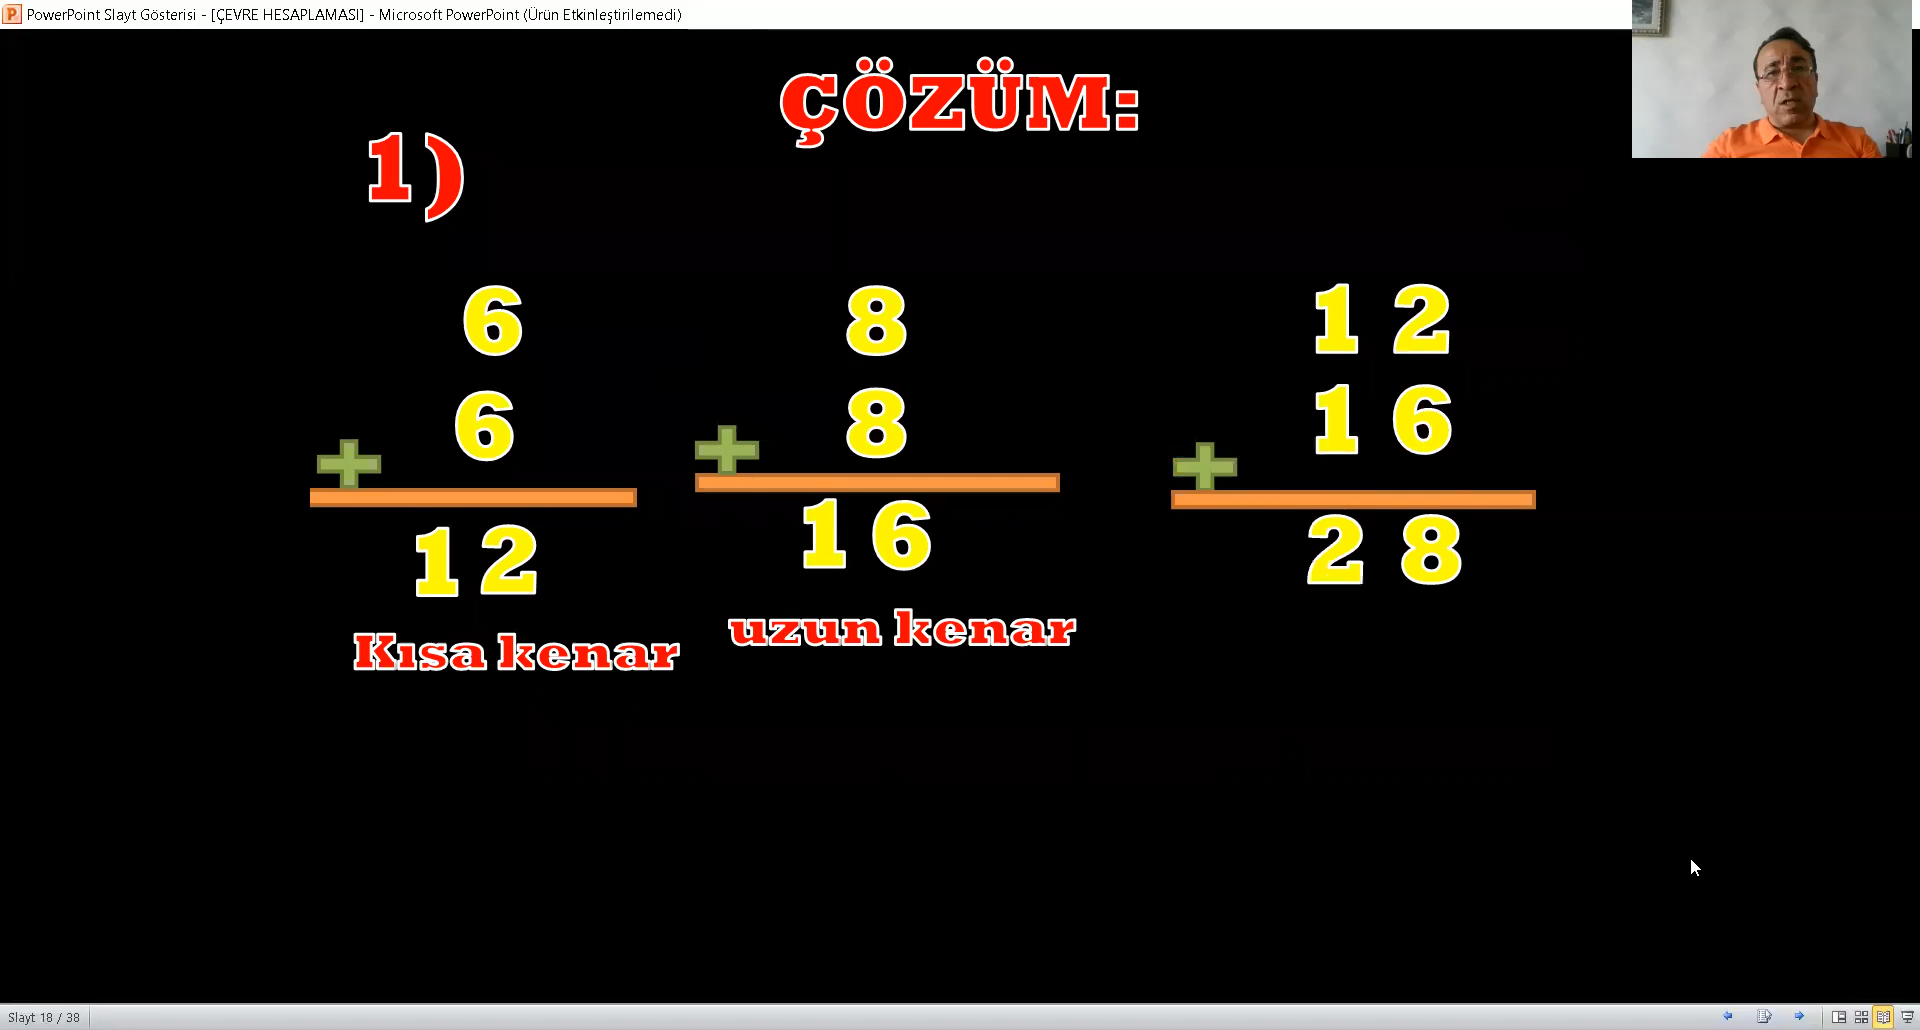 PowerPoint Slayt Gösterisi - [ÇEVRE HESAPLAMASI] - Microsoft PowerPoint (Ürün Etkinleştirilemedi)
ÇÖZÜM:
1)
6
6
+
12
Kısa kenar
8
8
+
16
uzun kenar
12
16
+
28
Slayt 18 / 38